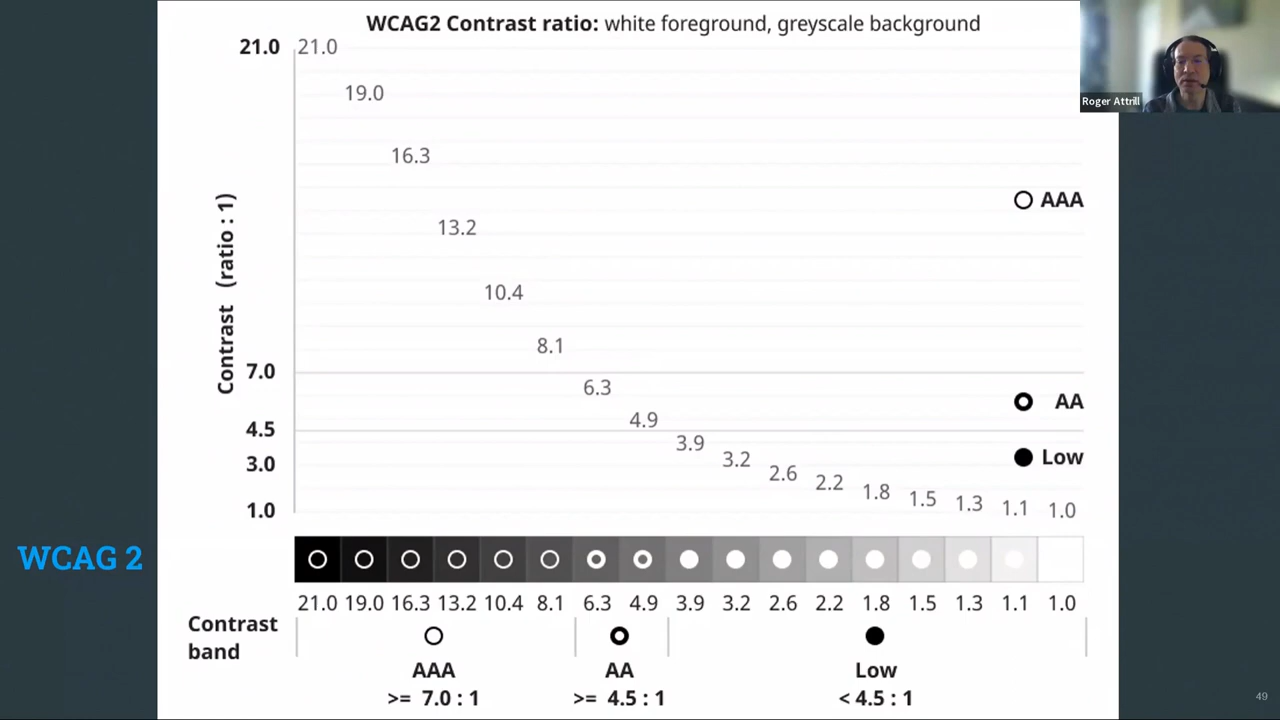 WCAG2 Contrast ratio: white foreground, greyscale background
Roger Attrill
Contrast (ratio : 1)
21.0
7.0
4.5
3.0
1.0
21.0
19.0
16.3
13.2
10.4
8.1
6.3
4.9
3.9
3.2
2.6
2.2
1.8
1.5
1.3
1.1
1.0
AAA
AA
Low
WCAG 2
21.0 19.0 16.3 13.2 10.4 8.1 6.3 4.9 3.9 3.2 2.6 2.2 1.8 1.5 1.3 1.1 1.0
Contrast
band
AAA
>= 7.0 : 1
AA
>= 4.5 : 1
Low
< 4.5 : 1
49